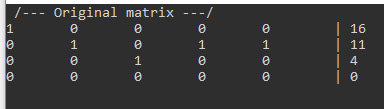 /--- Original matrix ---/
1 0 0 0 0 | 16
0 1 0 1 1 | 11
0 0 1 0 0 | 4
0 0 0 0 0 | 0